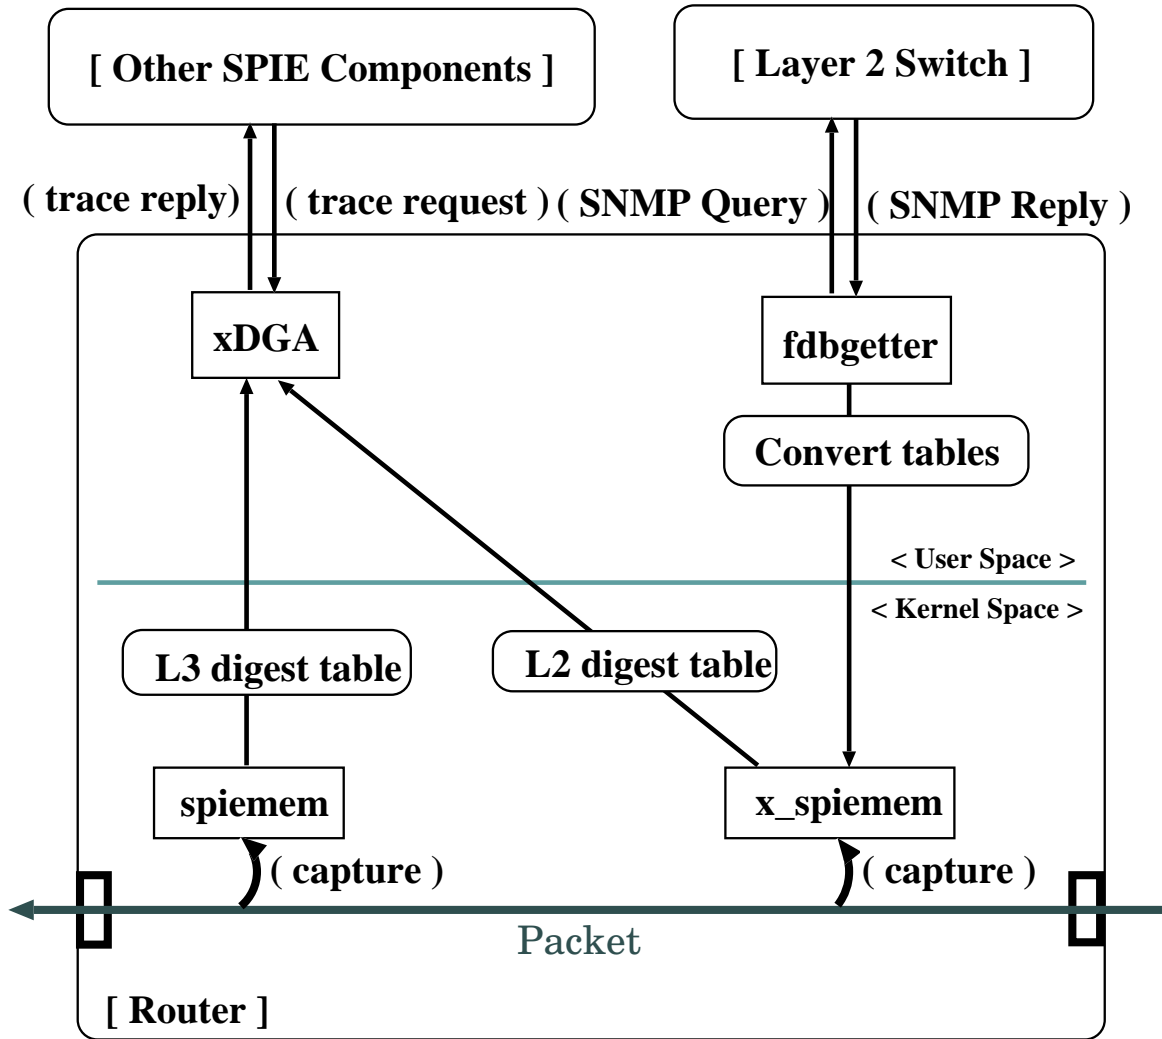 [ Other SPIE Components ]
[ Layer 2 Switch ]
( trace reply)
( trace request )
( SNMP Query )
( SNMP Reply )
xDGA
fdbgetter
Convert tables
< User Space >
< Kernel Space >
L3 digest table
L2 digest table
spiemem
x_spiemem
( capture )
( capture )
Packet
[ Router ]